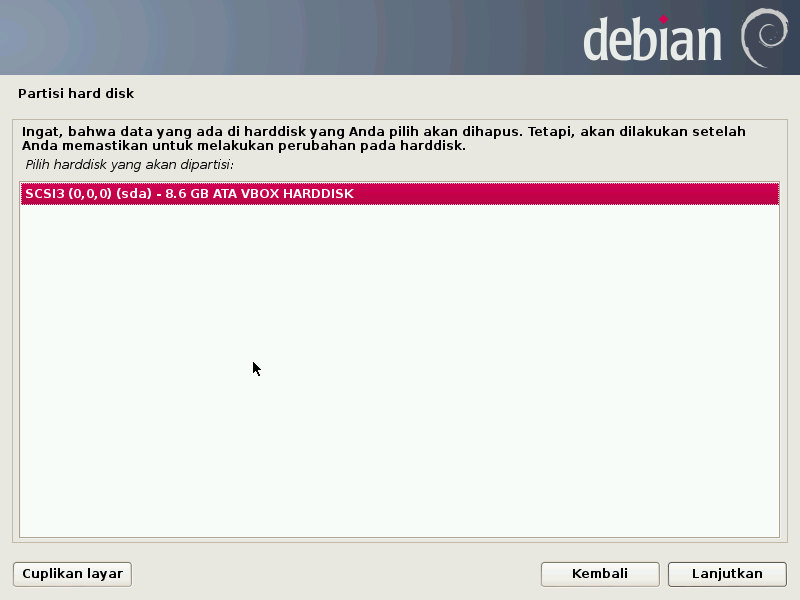 debian
Partisi hard disk
Ingat, bahwa data yang ada di harddisk yang Anda pilih akan dihapus. Tetapi, akan dilakukan setelah
Anda memastikan untuk melakukan perubahan pada harddisk.
Pilih harddisk yang akan dipartisi:
SCSI3 (0,0,0) (sda) - 8.6 GB ATA VBOX HARDDISK
Cuplikan layar
Kembali
Lanjutkan